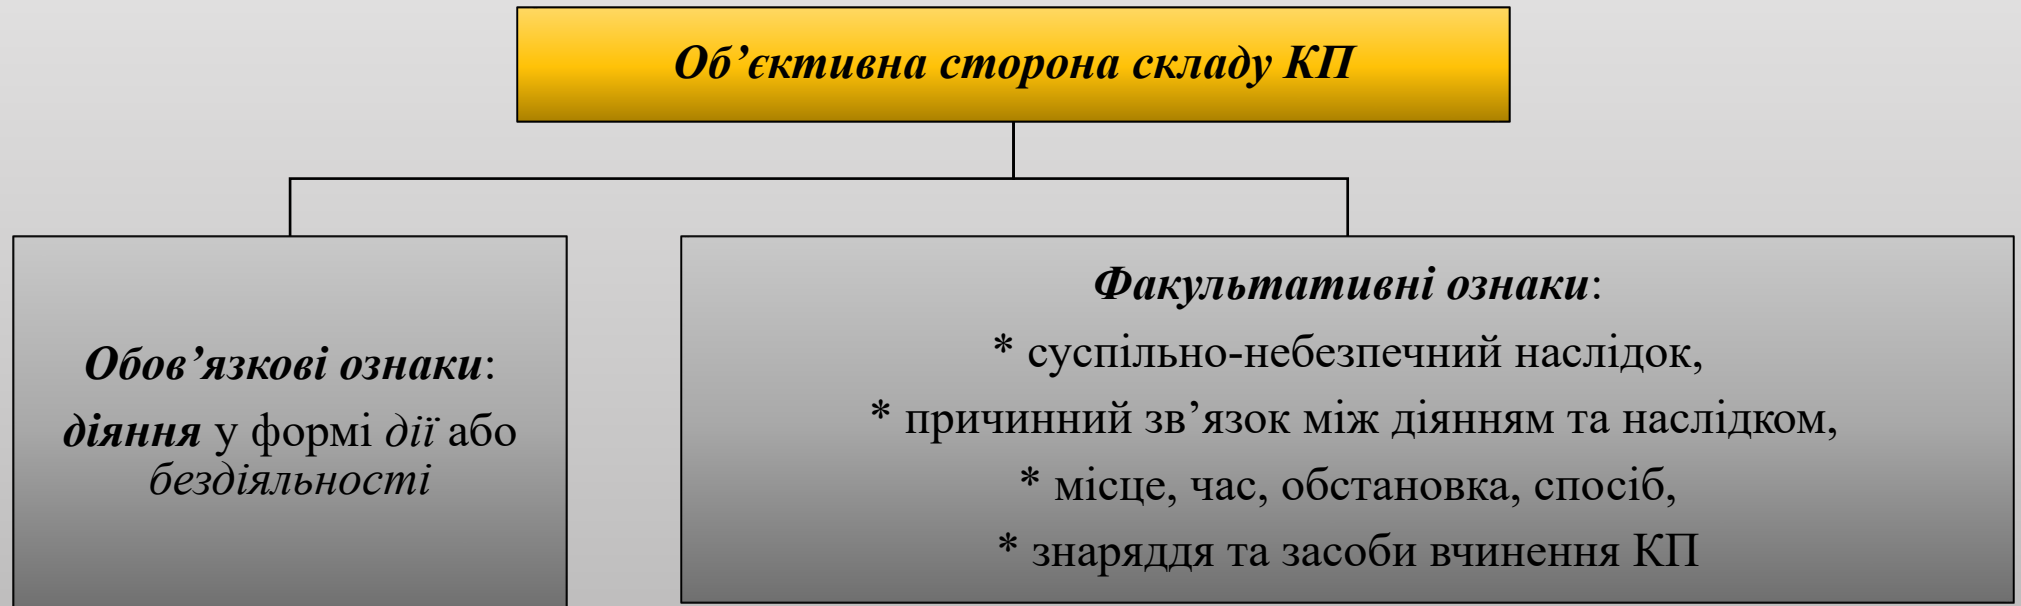 Об’єктивна сторона складу КП
Обов’язкові ознаки:
діяння у формі дії або
бездіяльності
Факультативні ознаки:
* суспільно-небезпечний наслідок,
* причинний зв’язок між діянням та наслідком,
* місце, час, обстановка, спосіб,
* знаряддя та засоби вчинення КП